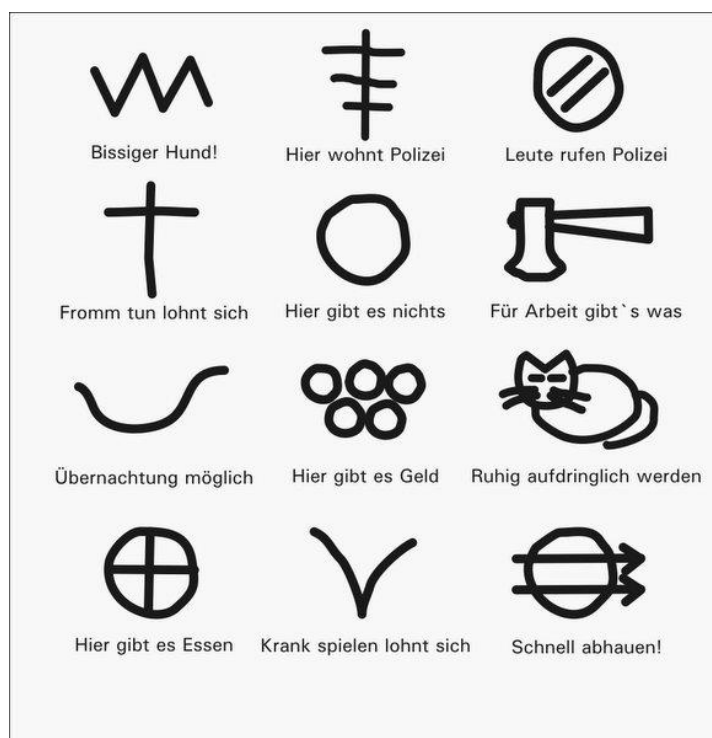 Bissiger Hund!
Hier wohnt Polizei
Leute rufen Polizei
Fromm tun lohnt sich
Hier gibt es nichts
Für Arbeit gibt`s was
Übernachtung möglich
Hier gibt es Geld
Ruhig aufdringlich werden
Hier gibt es Essen
Krank spielen lohnt sich
Schnell abhauen!